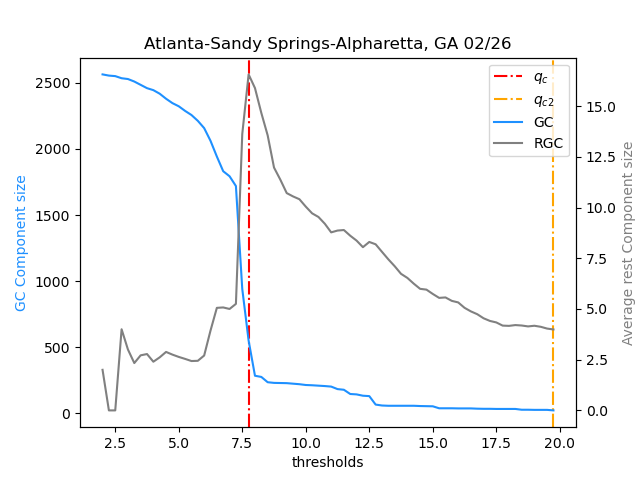 Atlanta-Sandy Springs-Alpharetta, GA 02/26
q_c
q_c2
GC
RGC
GC Component size
Average rest Component size
2500
2000
1500
1000
500
0
15.0
12.5
10.0
7.5
5.0
2.5
0.0
2.5 5.0 7.5 10.0 12.5 15.0 17.5 20.0
thresholds